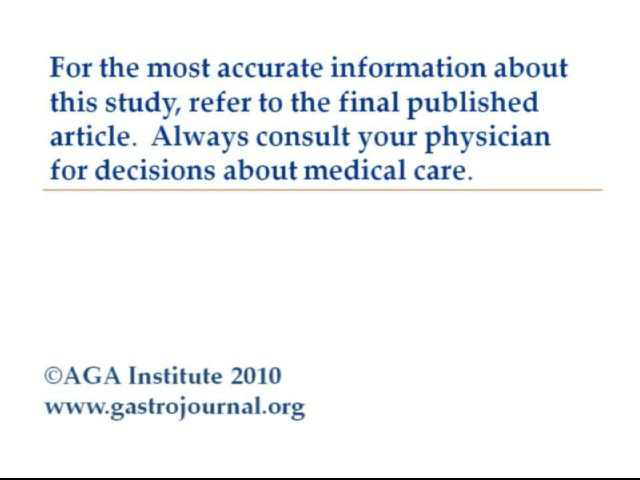 For the most accurate information about
this study, refer to the final published
article.  Always consult your physician
for decisions about medical care.
©AGA Institute 2010
www.gastrojournal.org